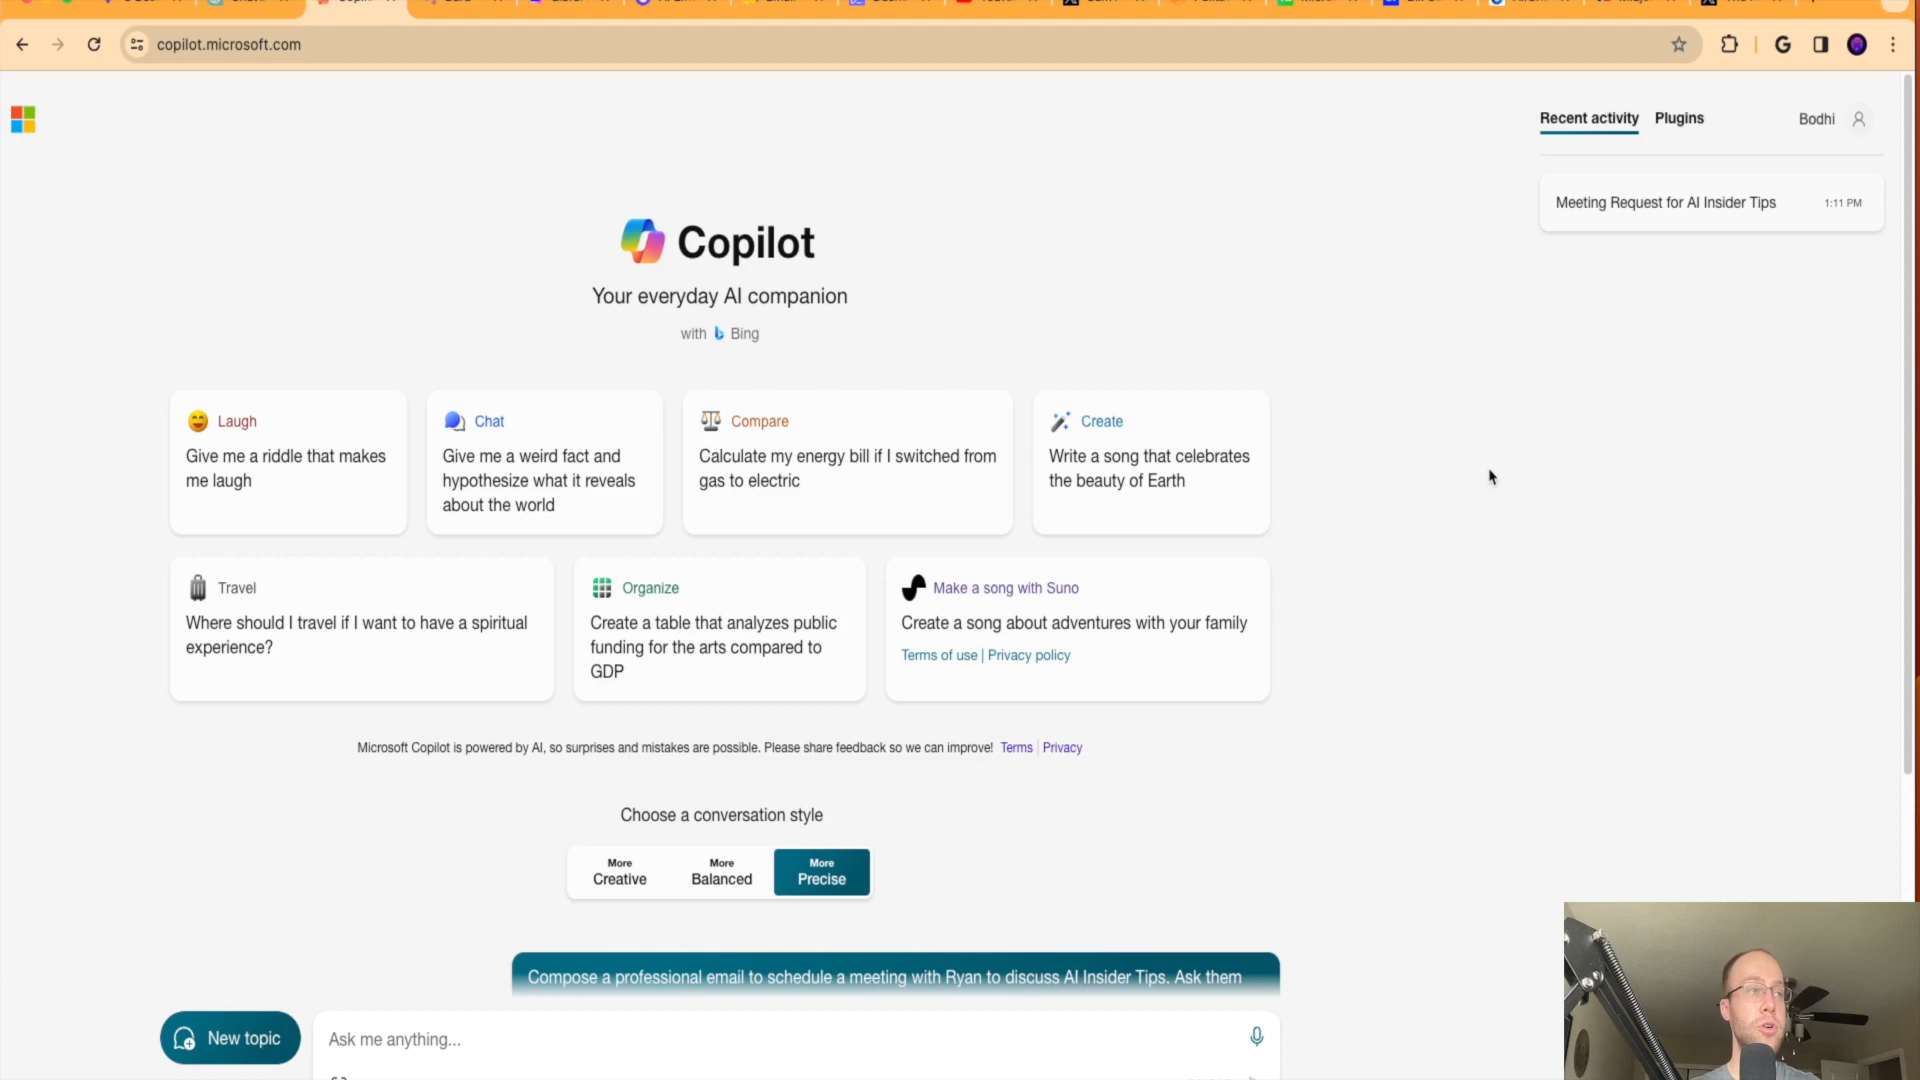 copilot.microsoft.com
Recent activity
Plugins
Bodhi
Meeting Request for AI Insider Tips
1:11 PM
Copilot
Your everyday AI companion
with Bing
Laugh
Give me a riddle that makes
me laugh
Chat
Give me a weird fact and
hypothesize what it reveals
about the world
Compare
Calculate my energy bill if I switched from
gas to electric
Create
Write a song that celebrates
the beauty of Earth
Travel
Where should I travel if I want to have a spiritual
experience?
Organize
Create a table that analyzes public
funding for the arts compared to
GDP
Make a song with Suno
Create a song about adventures with your family
Terms of use | Privacy policy
Microsoft Copilot is powered by AI, so surprises and mistakes are possible. Please share feedback so we can improve! Terms | Privacy
Choose a conversation style
More
Creative
More
Balanced
More
Precise
Compose a professional email to schedule a meeting with Ryan to discuss AI Insider Tips. Ask them
New topic
Ask me anything...